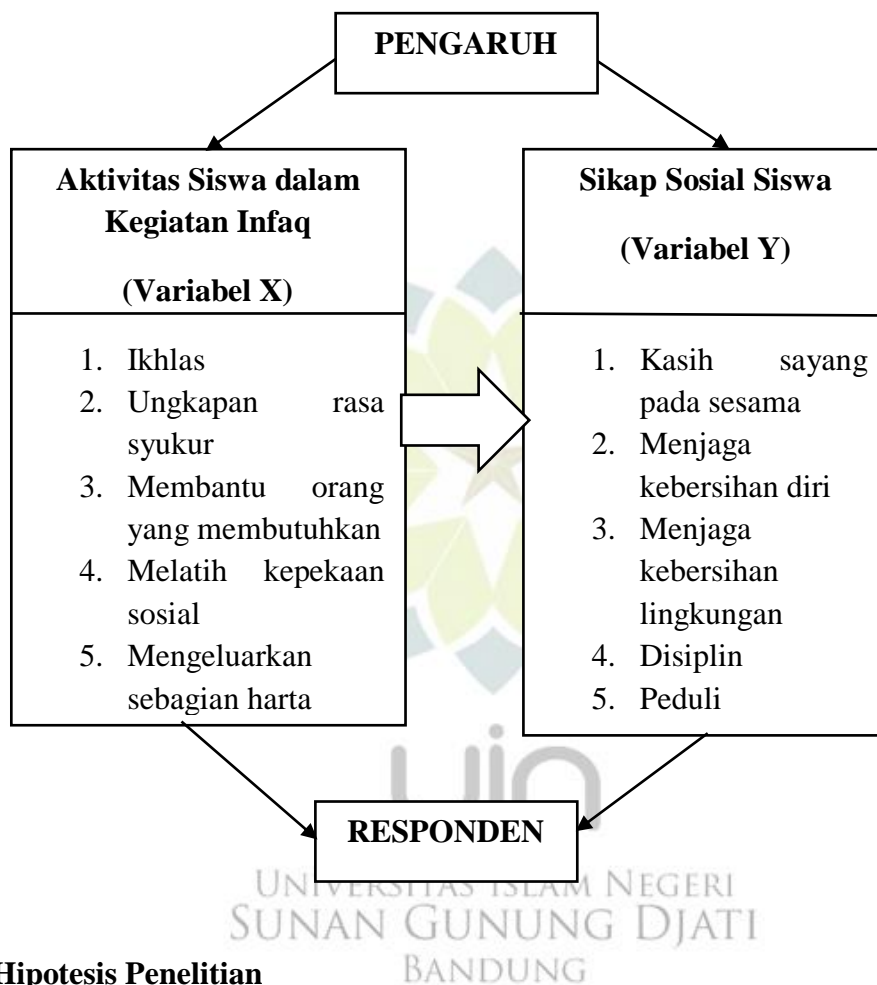 PENGARUH
Aktivitas Siswa dalam
Kegiatan Infaq
(Variabel X)
1. Ikhlas
2. Ungkapan rasa
syukur
3. Membantu orang
yang membutuhkan
4. Melatih kepekaan
sosial
5. Mengeluarkan
sebagian harta
Sikap Sosial Siswa
(Variabel Y)
1. Kasih sayang
pada sesama
2. Menjaga
kebersihan diri
3. Menjaga
kebersihan
lingkungan
4. Disiplin
5. Peduli
uin
RESPONDEN
UNIVERSITAS ISLAM NEGERI
SUNAN GUNUNG DJATI
BANDUNG
Hipotesis Penelitian